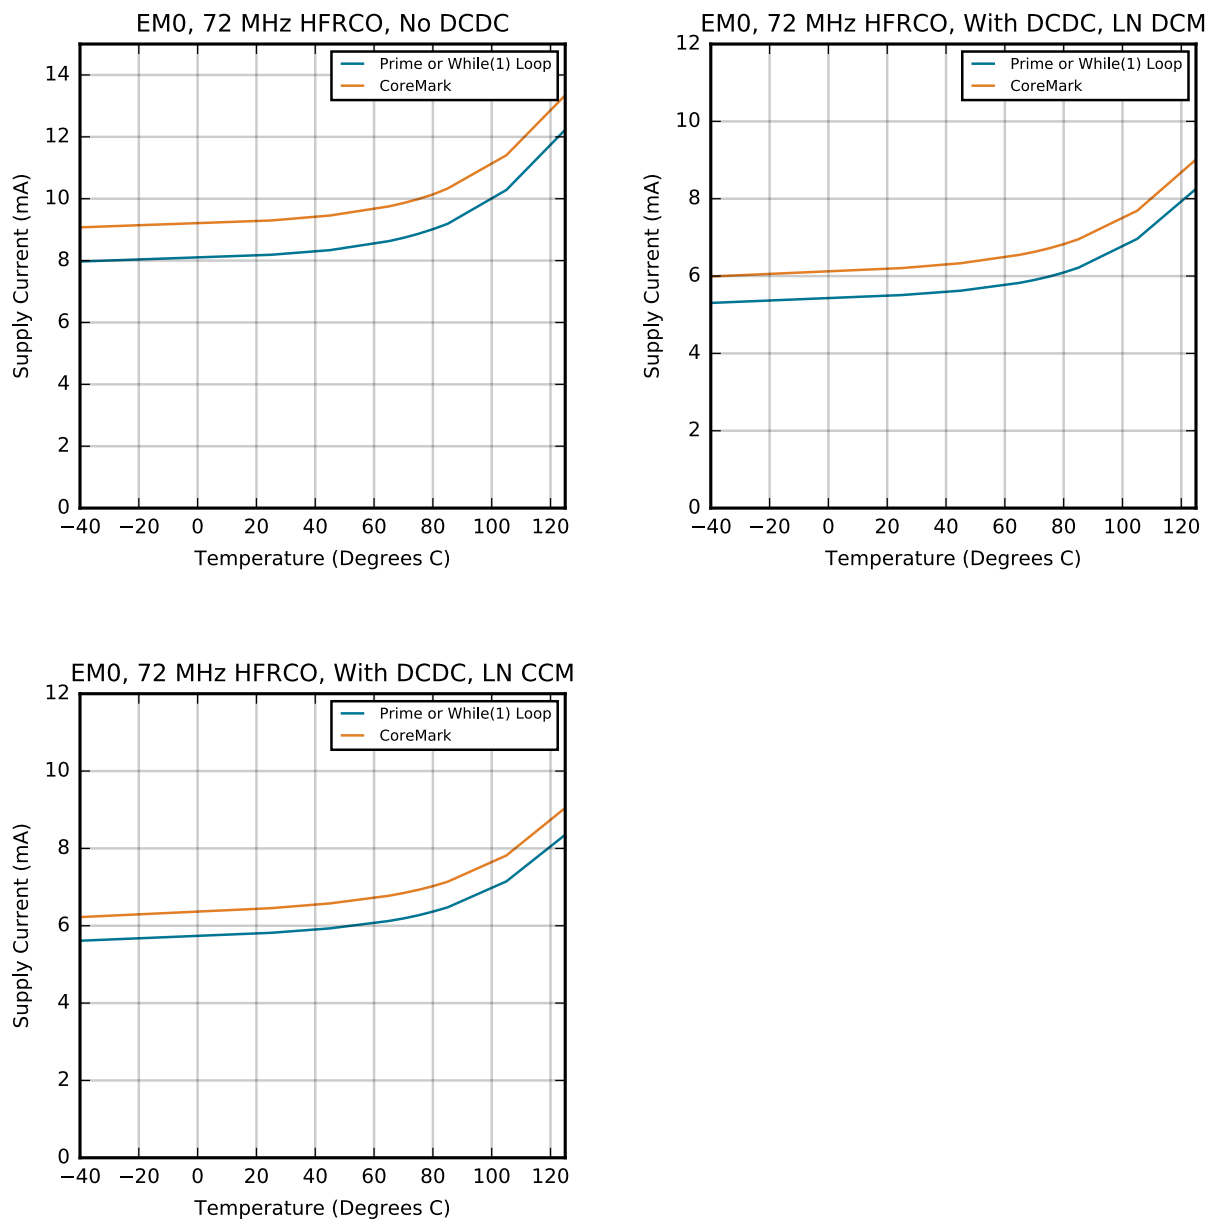 EM0, 72 MHz HFRCO, No DCDC
Prime or While(1) Loop
CoreMark
14
12
10
8
6
4
2
0
Supply Current (mA)
−40 −20 0 20 40 60 80 100 120
Temperature (Degrees C)
EM0, 72 MHz HFRCO, With DCDC, LN DCM
Prime or While(1) Loop
CoreMark
12
10
8
6
4
2
0
Supply Current (mA)
−40 −20 0 20 40 60 80 100 120
Temperature (Degrees C)
EM0, 72 MHz HFRCO, With DCDC, LN CCM
Prime or While(1) Loop
CoreMark
12
10
8
6
4
2
0
Supply Current (mA)
−40 −20 0 20 40 60 80 100 120
Temperature (Degrees C)